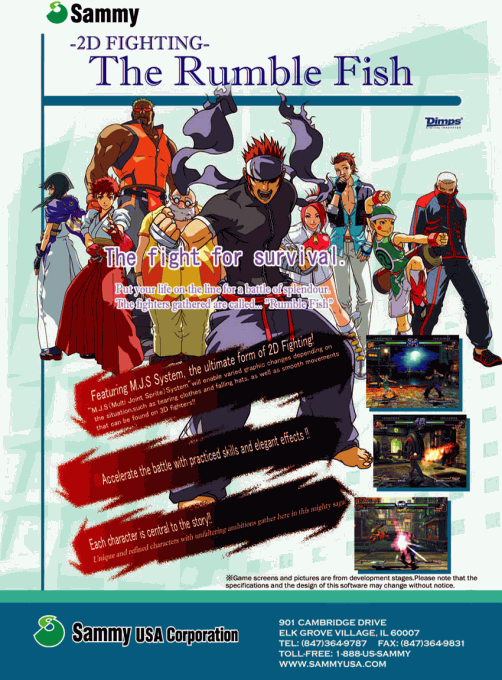 Sammy
-2D FIGHTING-
The Rumble Fish
Dimps
The fight for survival.
Put your life on the line for a battle of splendour.
The fighters gathered are called... "Rumble Fish"
Featuring M.J.S System, the ultimate form of 2D Fighting!
"M.J.S(Multi Joint Sprite)System" will enable varied graphic changes depending on
the situation,such as tearing clothes and falling hats, as well as smooth movements
that can be found on 3D Fighters!!
Accelerate the battle with practiced skills and elegant effects !!
Each character is central to the story!!
Unique and refined characters with unfaltering ambitions gather here in this mighty saga!
※Game screens and pictures are from development stages.Please note that the
specifications and the design of this software may change without notice.
Sammy USA Corporation
901 CAMBRIDGE DRIVE
ELK GROVE VILLAGE, IL 60007
TEL: (847)364-9787 FAX: (847)364-9831
TOLL-FREE: 1-888-US-SAMMY
WWW.SAMMYUSA.COM